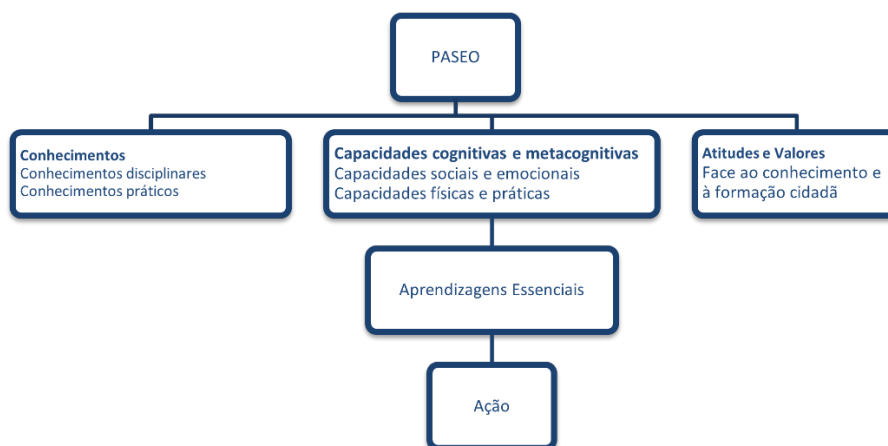 PASEO
Conhecimentos
Conhecimentos disciplinares
Conhecimentos práticos
Capacidades cognitivas e metacognitivas
Capacidades sociais e emocionais
Capacidades físicas e práticas
Atitudes e Valores
Face ao conhecimento e
à formação cidadã
Aprendizagens Essenciais
Ação